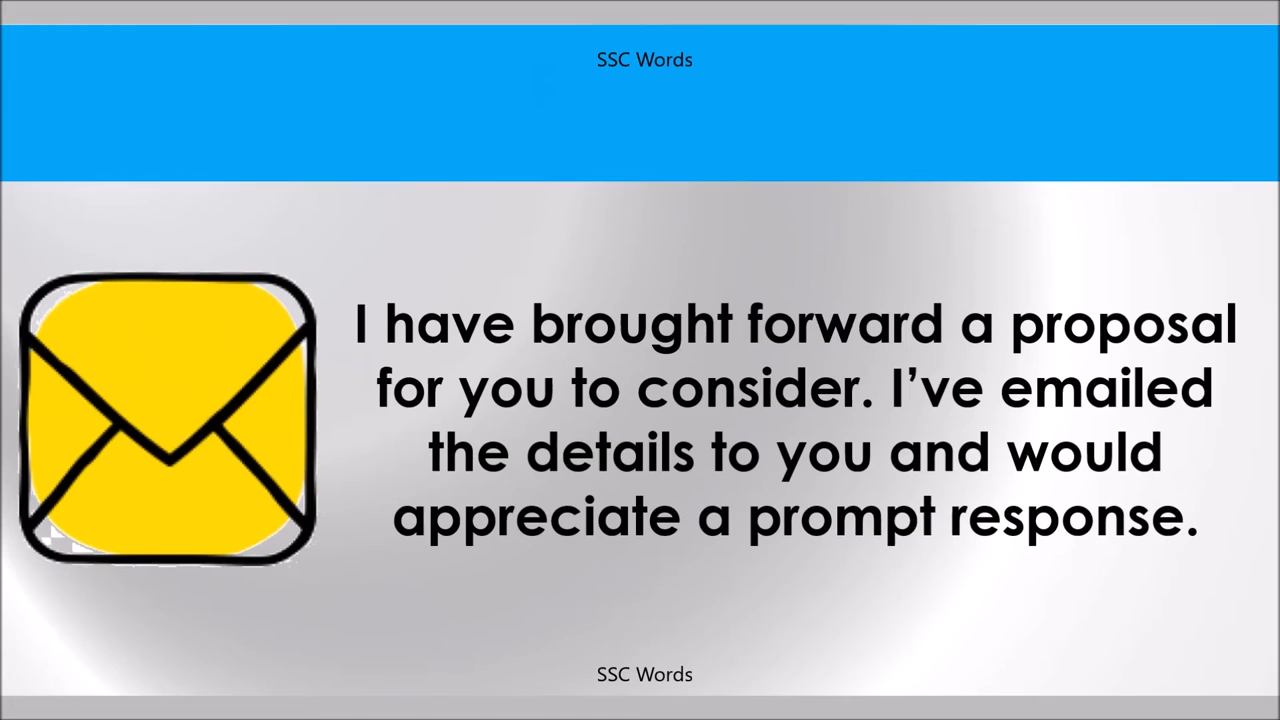 SSC Words
I have brought forward a proposal
for you to consider. I’ve emailed
the details to you and would
appreciate a prompt response.
SSC Words